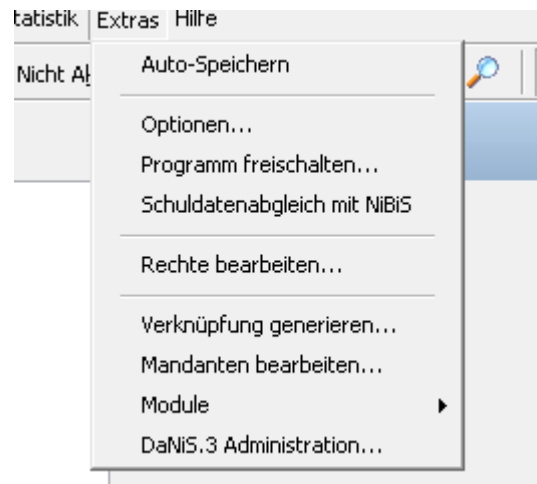 tatistik Extras Hilfe
Nicht Al
Auto-Speichern
Optionen...
Programm freischalten...
Schuldatenabgleich mit NiBiS
Rechte bearbeiten...
Verknüpfung generieren...
Mandanten bearbeiten...
Module
DaNiS.3 Administration...